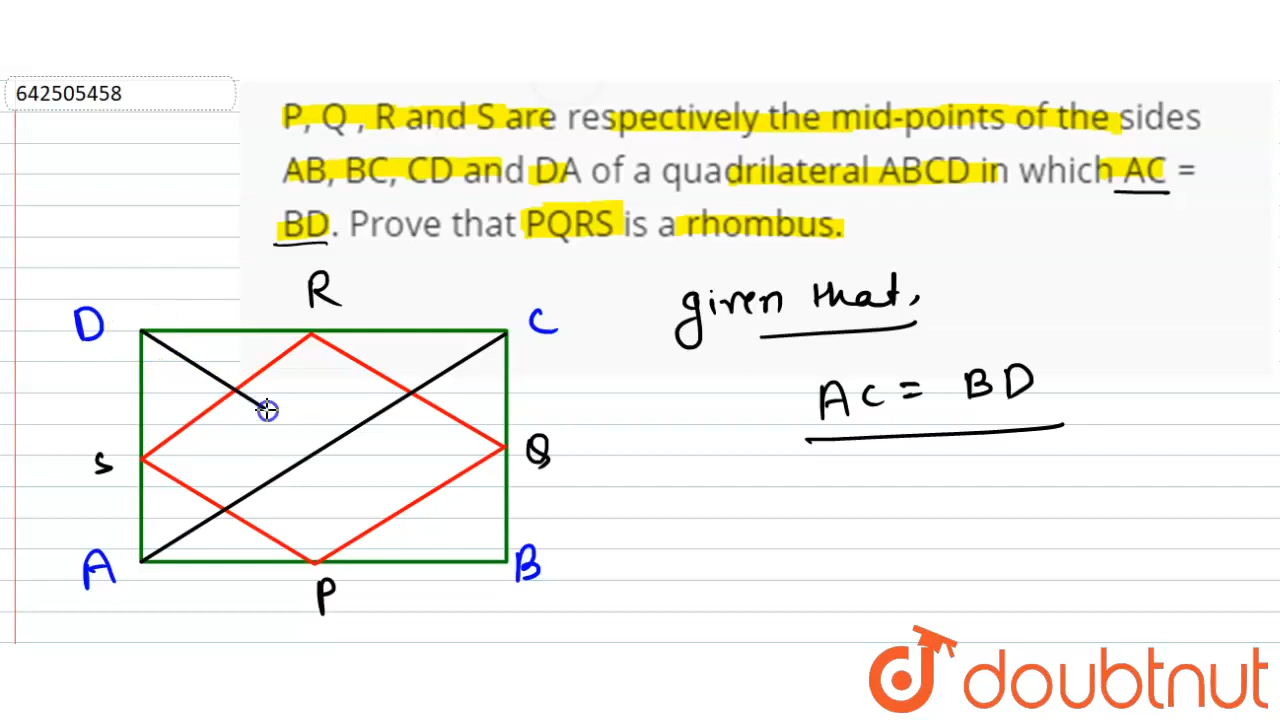 642505458
P, Q , R and S are respectively the mid-points of the sides
AB, BC, CD and DA of a quadrilateral ABCD in which AC =
BD. Prove that PQRS is a rhombus.
given that,
AC = BD
R
D
C
S
Q
A
B
P
doubtnut